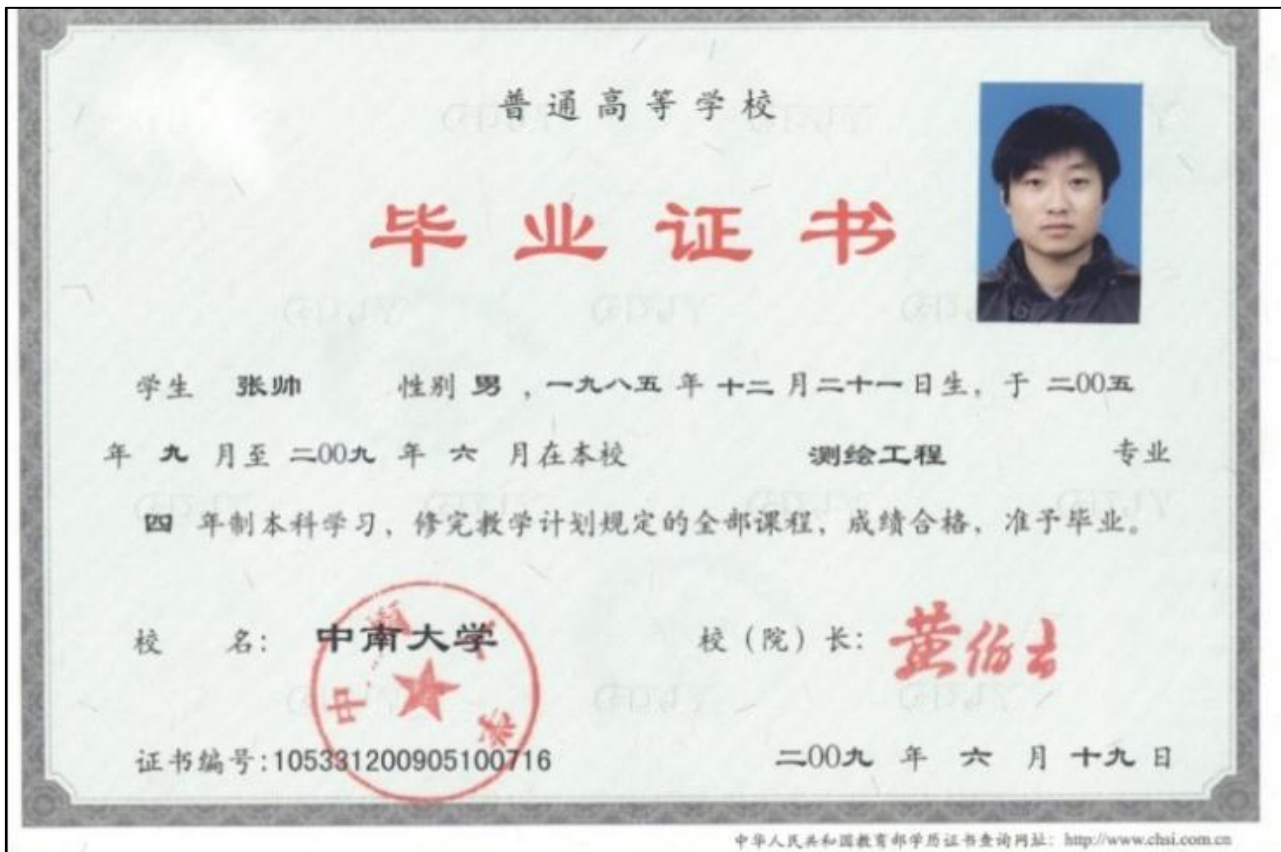 普通高等学校
毕业证书
学生 张帅 性别 男，一九八五年十二月二十一日生，于二00五
年九月至二00九年六月在本校 测绘工程 专业
四年制本科学习，修完教学计划规定的全部课程，成绩合格，准予毕业。
校 名：中南大学 校（院）长：黄伯云
中南大学
证书编号:105331200905100716 二00九年六月十九日
中华人民共和国教育部学历证书查询网址：http://www.chsi.com.cn